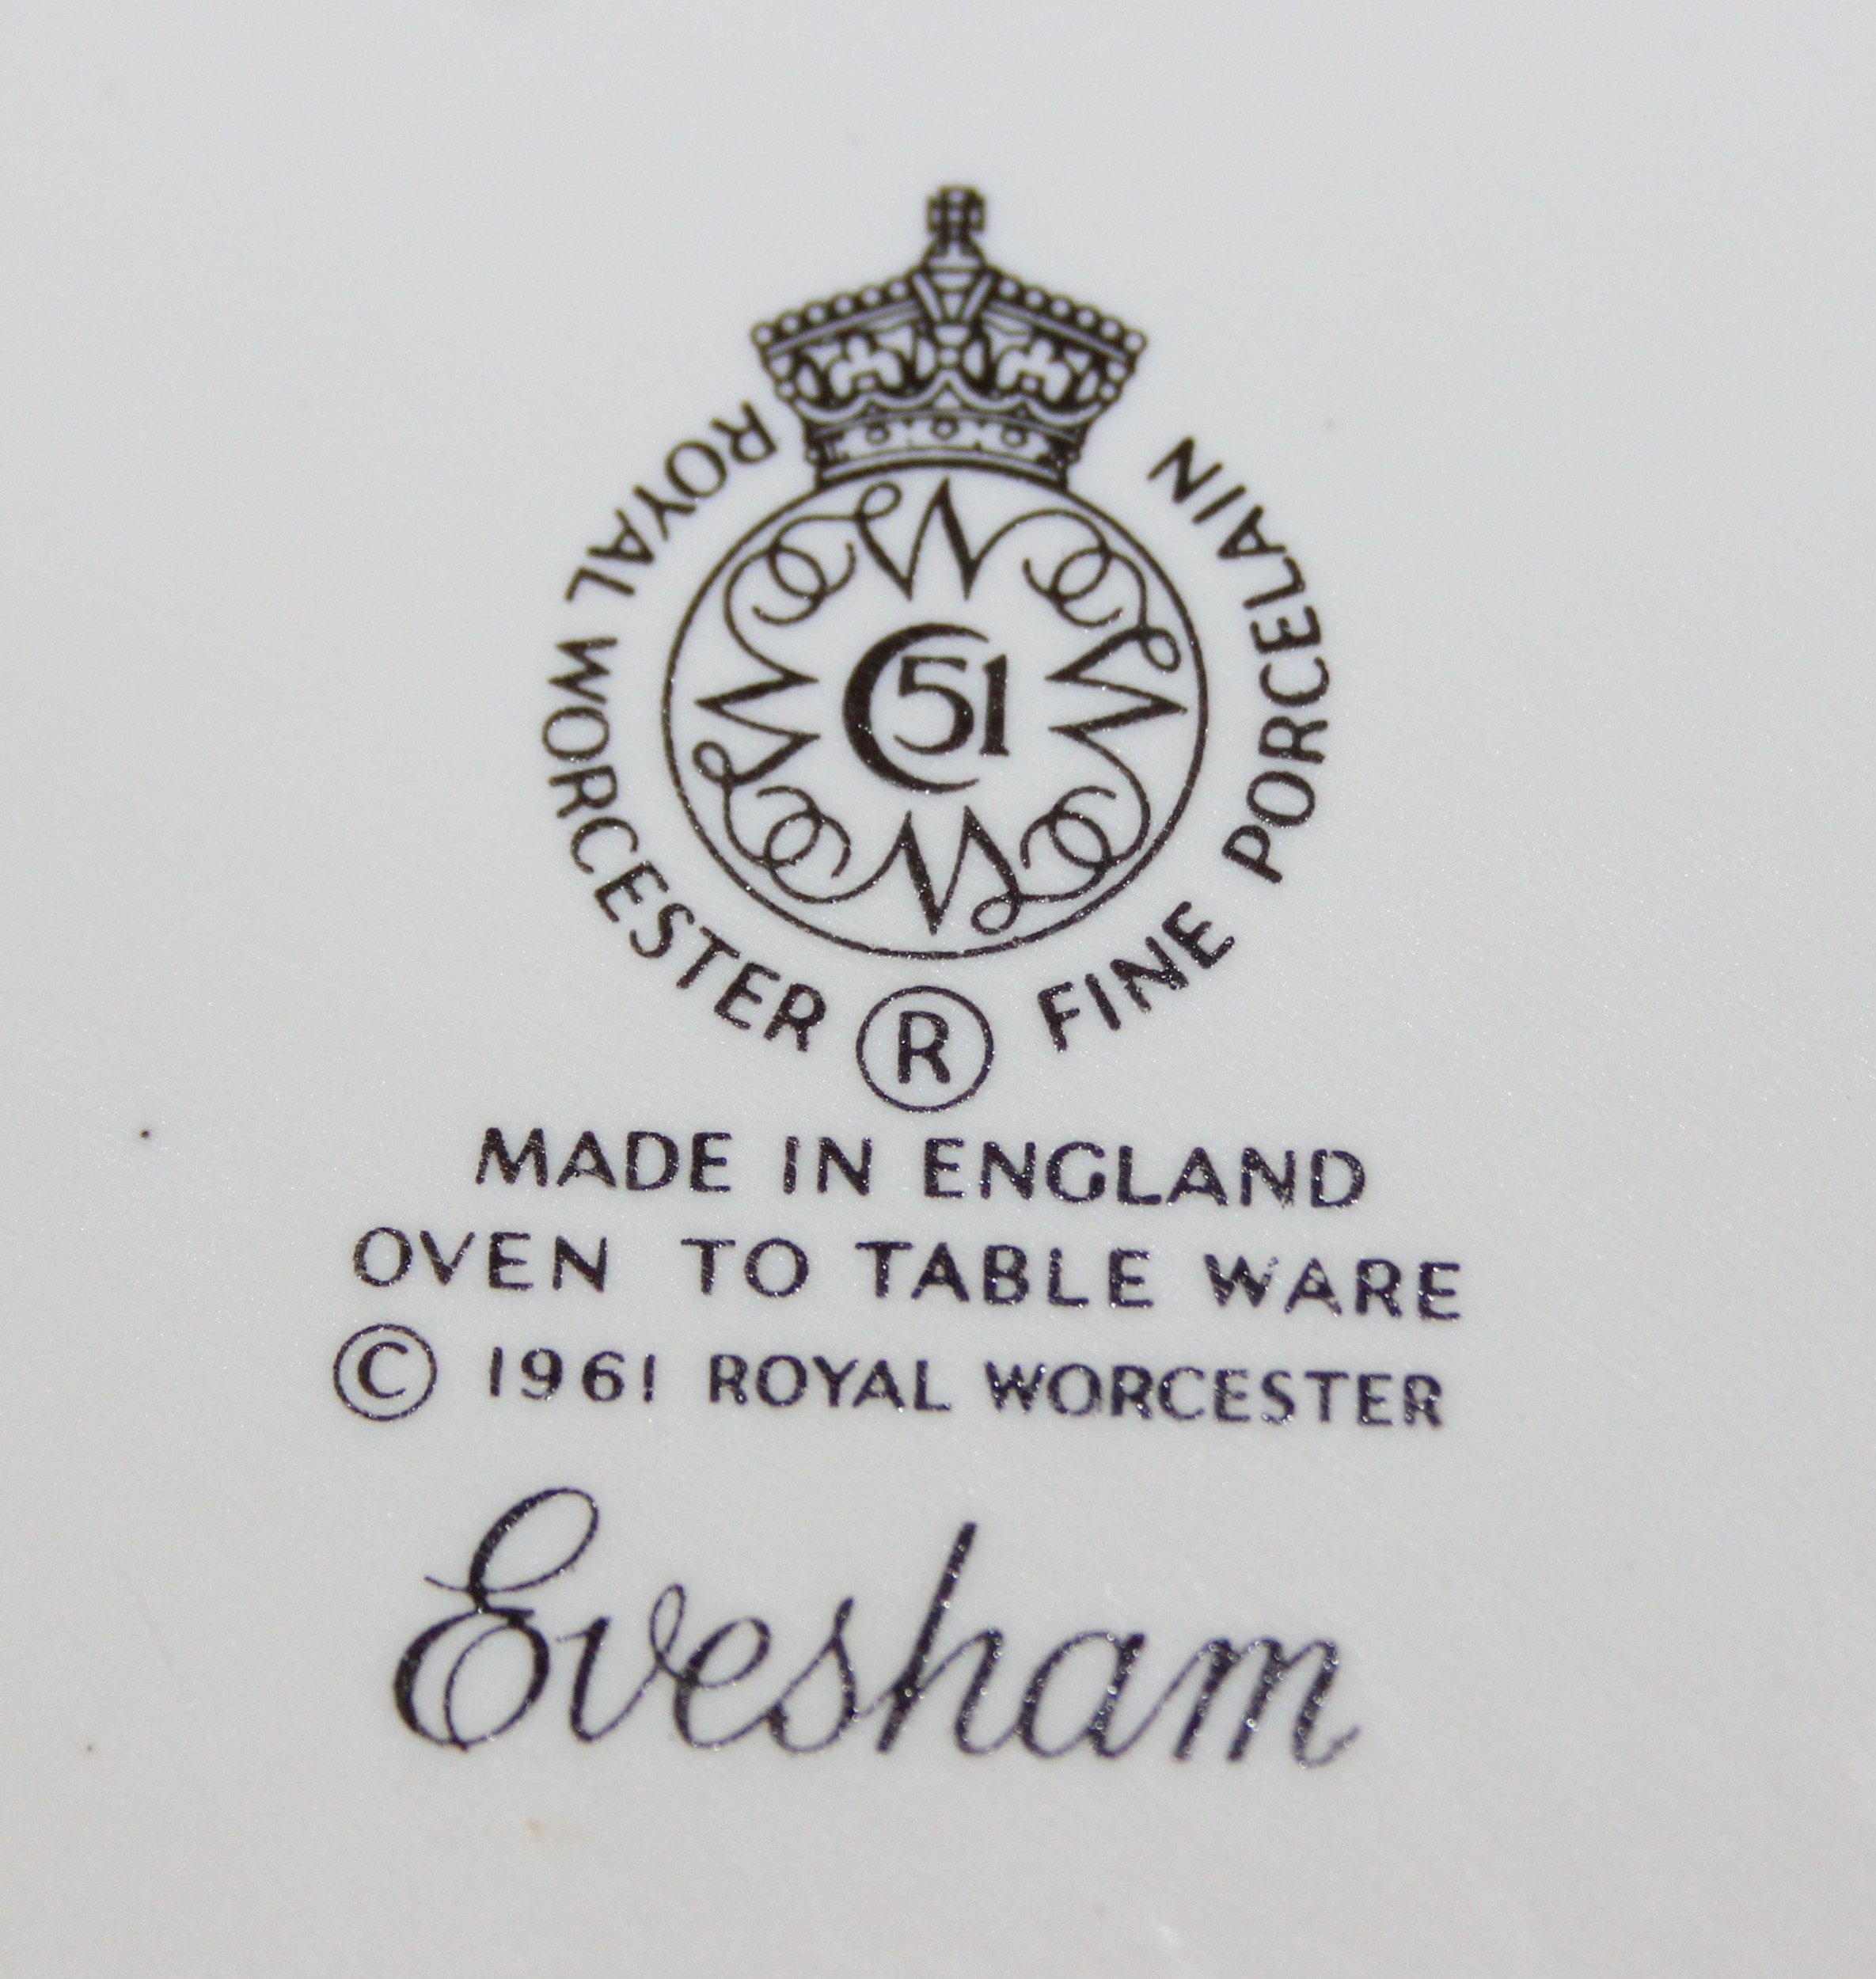 ROYAL WORCESTER ® FINE PORCELAIN
W W W W
C 51
MADE IN ENGLAND
OVEN TO TABLE WARE
© 1961 ROYAL WORCESTER
Evesham